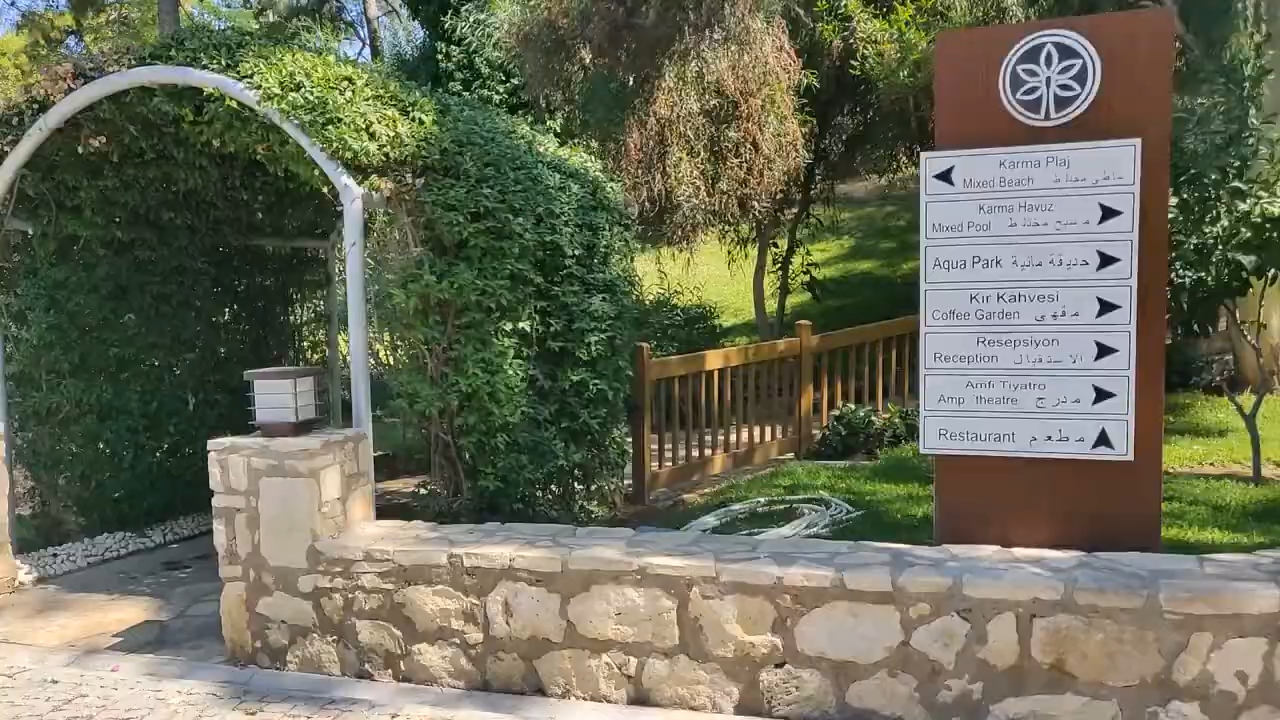 Karma Plaj
Mixed Beach شاطئ مختلط
Karma Havuz
Mixed Pool مسبح مختلط
Aqua Park حديقة مائية
Kır Kahvesi
Coffee Garden مقهى
Resepsiyon
Reception الاستقبال
Amfi Tiyatro
Amp theatre مدرج
Restaurant مطعم